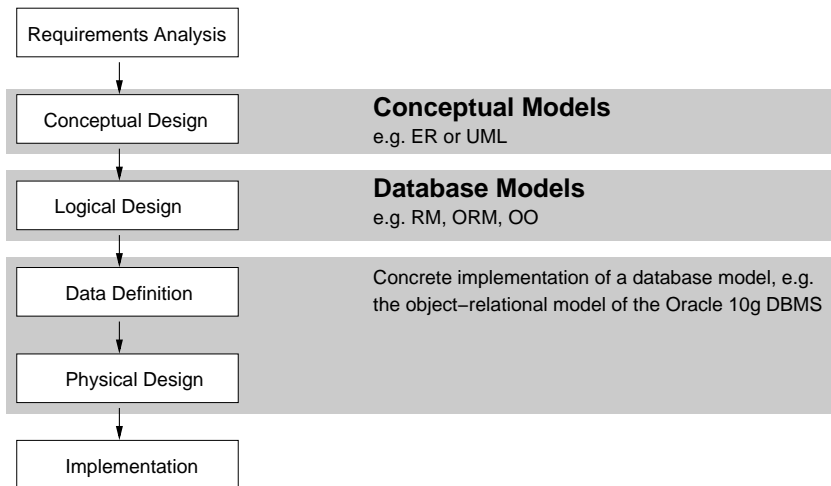 Requirements Analysis
Conceptual Design
Conceptual Models
e.g. ER or UML
Logical Design
Database Models
e.g. RM, ORM, OO
Data Definition
Concrete implementation of a database model, e.g.
the object−relational model of the Oracle 10g DBMS
Physical Design
Implementation